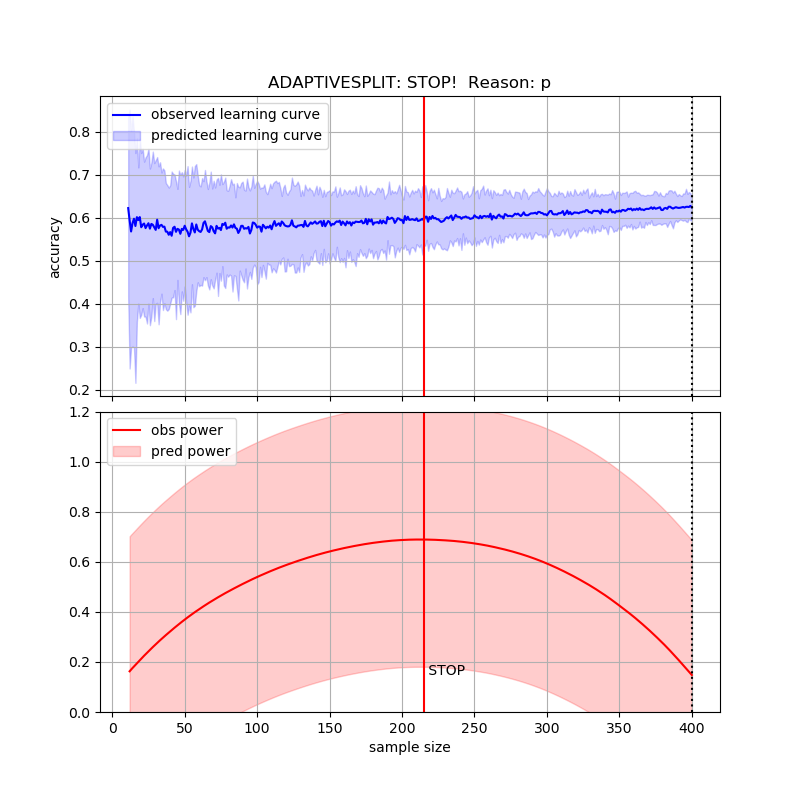 ADAPTIVESPLIT: STOP!  Reason: p
observed learning curve
predicted learning curve
0.8
0.7
0.6
0.5
0.4
0.3
0.2
accuracy
obs power
pred power
1.2
1.0
0.8
0.6
0.4
0.2
0.0
STOP
0 50 100 150 200 250 300 350 400
sample size